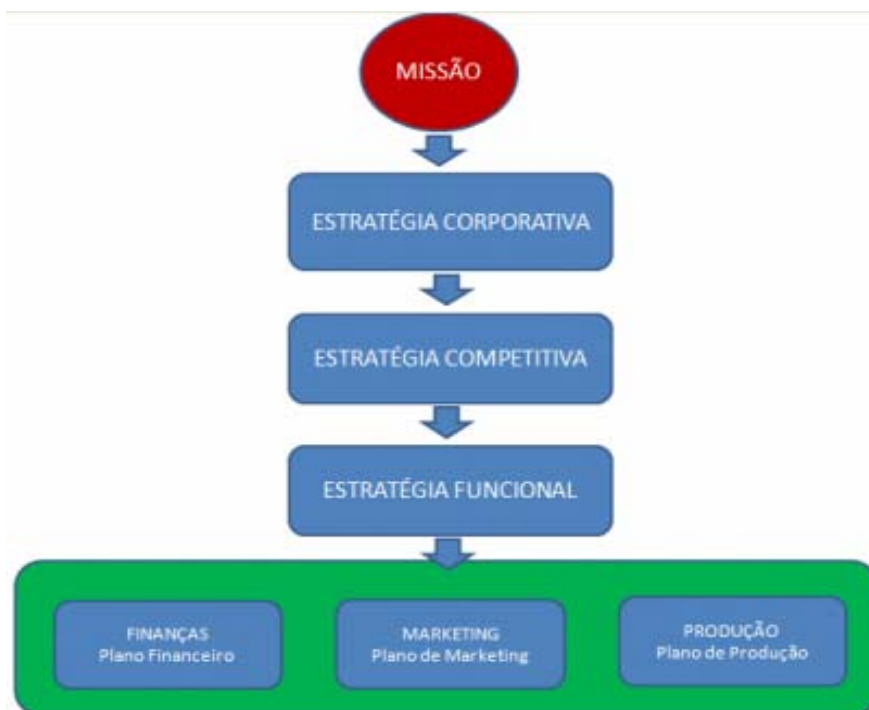 MISSÃO
ESTRATÉGIA CORPORATIVA
ESTRATÉGIA COMPETITIVA
ESTRATÉGIA FUNCIONAL
FINANÇAS
Plano Financeiro
MARKETING
Plano de Marketing
PRODUÇÃO
Plano de Produção